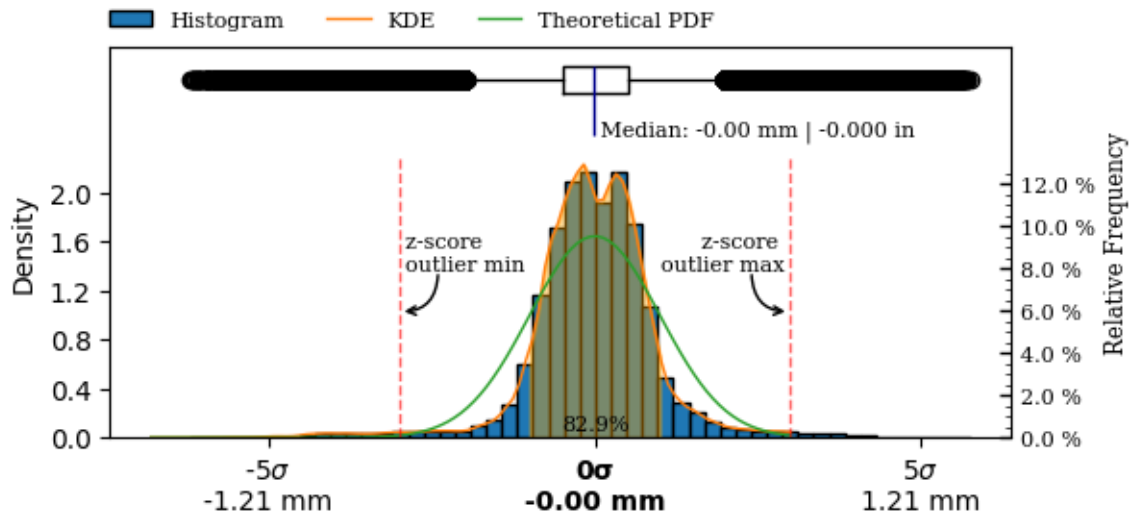 Histogram KDE Theoretical PDF
Median: -0.00 mm | -0.000 in
Density
2.0
1.6
1.2
0.8
0.4
0.0
z-score
outlier min
z-score
outlier max
82.9%
12.0 %
10.0 %
8.0 %
6.0 %
4.0 %
2.0 %
0.0 %
Relative Frequency
-5σ 0σ 5σ
-1.21 mm -0.00 mm 1.21 mm